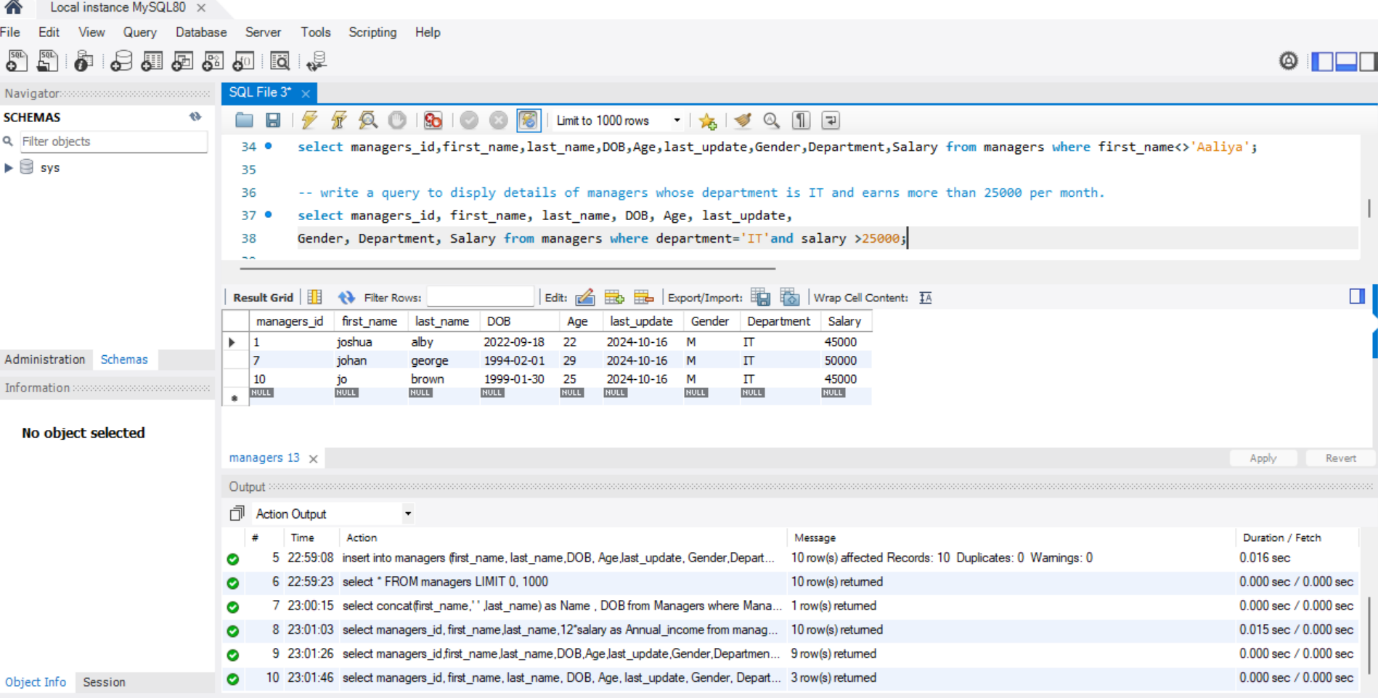 Local instance MySQL80 ×
File Edit View Query Database Server Tools Scripting Help
Navigator
SCHEMAS
Filter objects
sys
Administration Schemas
Information
No object selected
Object Info Session
SQL File 3* ×
Limit to 1000 rows
34 select managers_id,first_name,last_name,DOB,Age,last_update,Gender,Department,Salary from managers where first_name<>'Aaliya';
35
36 -- write a query to disply details of managers whose department is IT and earns more than 25000 per month.
37 select managers_id, first_name, last_name, DOB, Age, last_update,
38 Gender, Department, Salary from managers where department='IT'and salary >25000;
Result Grid Filter Rows: Edit: Export/Import: Wrap Cell Content:
managers_id first_name last_name DOB Age last_update Gender Department Salary
1 joshua alby 2022-09-18 22 2024-10-16 M IT 45000
7 johan george 1994-02-01 29 2024-10-16 M IT 50000
10 jo brown 1999-01-30 25 2024-10-16 M IT 45000
NULL NULL NULL NULL NULL NULL NULL NULL NULL
managers 13 × Apply Revert
Output
Action Output
# Time Action Message Duration / Fetch
5 22:59:08 insert into managers (first_name, last_name,DOB, Age,last_update, Gender,Depart... 10 row(s) affected Records: 10 Duplicates: 0 Warnings: 0 0.016 sec
6 22:59:23 select * FROM managers LIMIT 0, 1000 10 row(s) returned 0.000 sec / 0.000 sec
7 23:00:15 select concat(first_name,' ',last_name) as Name , DOB from Managers where Mana... 1 row(s) returned 0.000 sec / 0.000 sec
8 23:01:03 select managers_id, first_name,last_name,12*salary as Annual_income from manag... 10 row(s) returned 0.015 sec / 0.000 sec
9 23:01:26 select managers_id,first_name,last_name,DOB,Age,last_update,Gender,Departmen... 9 row(s) returned 0.000 sec / 0.000 sec
10 23:01:46 select managers_id, first_name, last_name, DOB, Age, last_update, Gender, Depart... 3 row(s) returned 0.000 sec / 0.000 sec